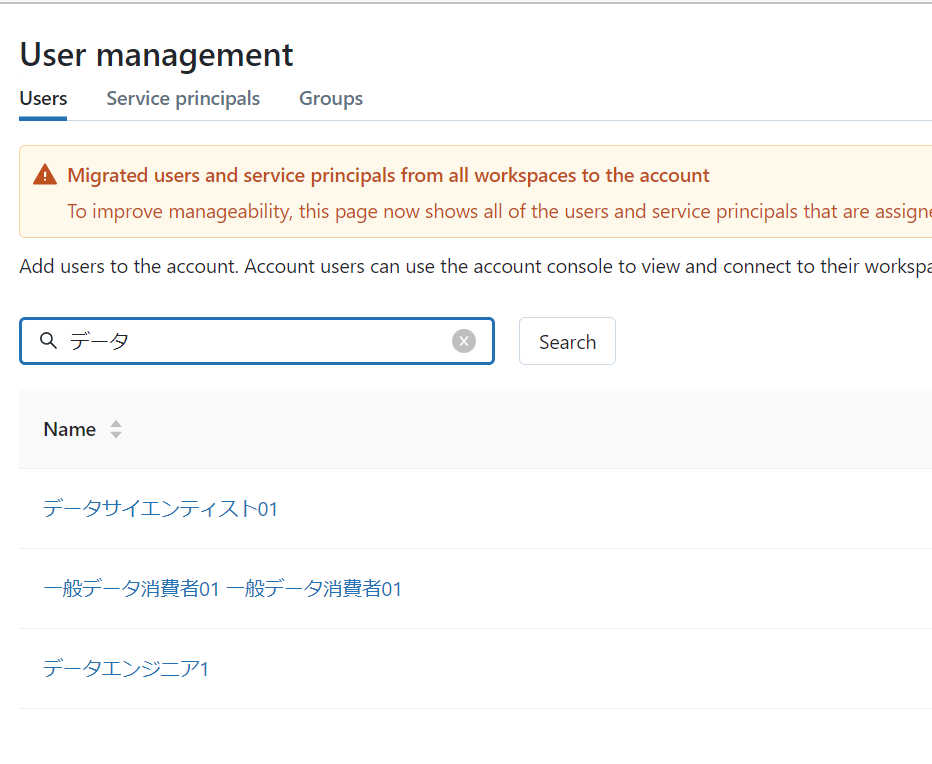 User management
Users Service principals Groups
Migrated users and service principals from all workspaces to the account
To improve manageability, this page now shows all of the users and service principals that are
Add users to the account. Account users can use the account console to view and connect to their
データ
Search
Name
データサイエンティスト01
一般データ消費者01 一般データ消費者01
データエンジニア1